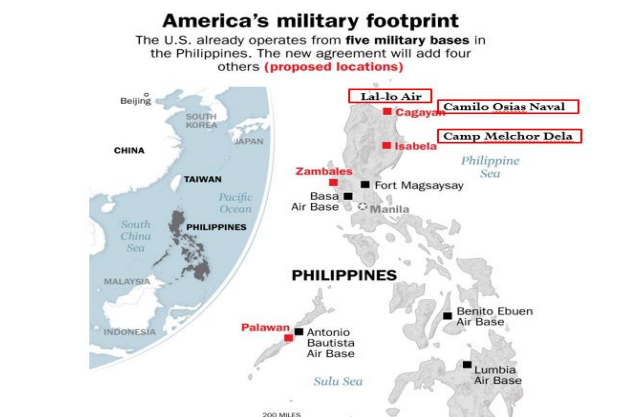 America's military footprint
The U.S. already operates from five military bases in
the Philippines. The new agreement will add four
others (proposed locations)
Beijing
SOUTH
KOREA
JAPAN
CHINA
TAIWAN
Pacific
Ocean
South
China
Sea
PHILIPPINES
MALAYSIA
INDONESIA
Lal-lo Air
Cagayan
Camilo Osias Naval
Isabela
Camp Melchor Dela
Philippine
Sea
Zambales
Fort Magsaysay
Basa
Air Base
Manila
PHILIPPINES
Benito Ebuen
Air Base
Palawan
Antonio
Bautista
Air Base
Lumbia
Air Base
Sulu Sea
200 MILES